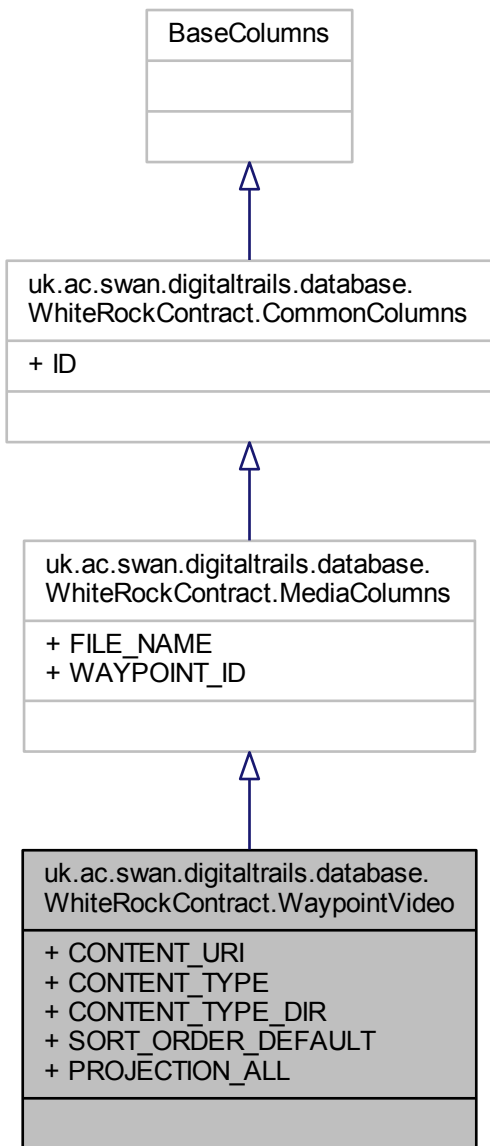 BaseColumns
uk.ac.swan.digitaltrails.database.
WhiteRockContract.CommonColumns
+ ID
uk.ac.swan.digitaltrails.database.
WhiteRockContract.MediaColumns
+ FILE_NAME
+ WAYPOINT_ID
uk.ac.swan.digitaltrails.database.
WhiteRockContract.WaypointVideo
+ CONTENT_URI
+ CONTENT_TYPE
+ CONTENT_TYPE_DIR
+ SORT_ORDER_DEFAULT
+ PROJECTION_ALL